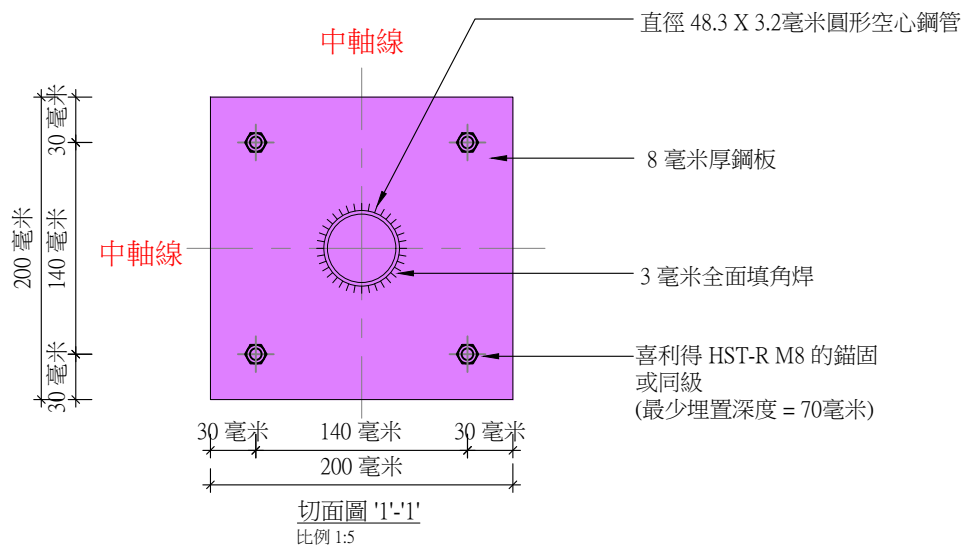 直徑 48.3 X 3.2毫米圓形空心鋼管
中軸線
30 毫米
8 毫米厚鋼板
200 毫米
140 毫米
中軸線
3 毫米全面填角焊
30 毫米
喜利得 HST-R M8 的錨固
或同級
(最少埋置深度 = 70毫米)
30 毫米
140 毫米
30 毫米
200 毫米
切面圖 '1'-'1'
比例 1:5